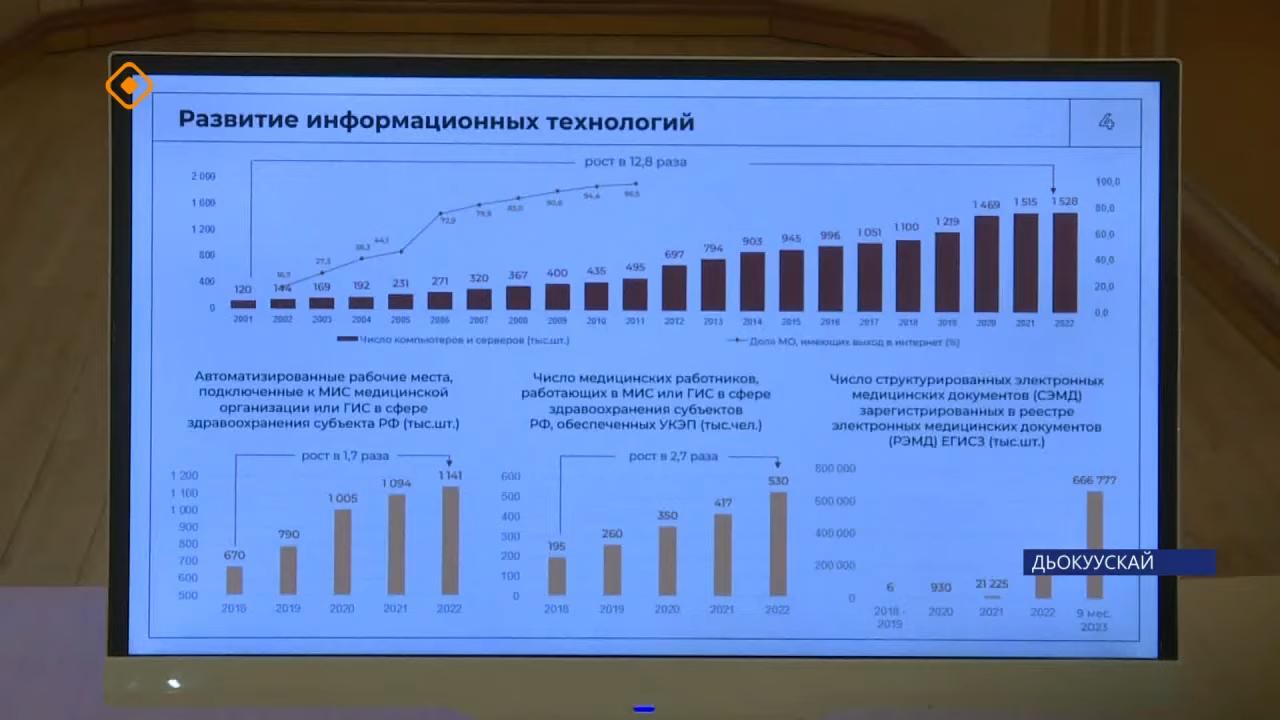 Развитие информационных технологий
4
рост в 12,8 раза
2 000
1 600
1 200
800
400
0
100,0
80,0
60,0
40,0
20,0
0,0
27,3
44,1
72,9
120 144 169 192 231 271 320 367 400 435 495 697 794 903 945 996 1 051 1 100 1 219 1 469 1 515 1 528
2001 2002 2003 2004 2005 2006 2007 2008 2009 2010 2011 2012 2013 2014 2015 2016 2017 2018 2019 2020 2021 2022
Число компьютеров и серверов (тыс.шт.)
Доля МО, имеющих выход в интернет (%)
Автоматизированные рабочие места,
подключенные к МИС медицинской
организации или ГИС в сфере
здравоохранения субъекта РФ (тыс.шт.)
рост в 1,7 раза
1 200
1 100
1 000
900
800
700
600
500
670 790 1 005 1 094 1 141
2018 2019 2020 2021 2022
Число медицинских работников,
работающих в МИС или ГИС в сфере
здравоохранения субъектов
РФ, обеспеченных УКЭП (тыс.чел.)
рост в 2,7 раза
600
500
400
300
200
100
0
195 260 350 417 530
2018 2019 2020 2021 2022
Число структурированных электронных
медицинских документов (СЭМД)
зарегистрированных в реестре
электронных медицинских документов
(РЭМД) ЕГИСЗ (тыс.шт.)
800 000
600 000
400 000
200 000
0
6 930 21 225 666 777
2018 - 2020 2021 2022 9 мес.
2019 2023
ДЬОКУУСКАЙ